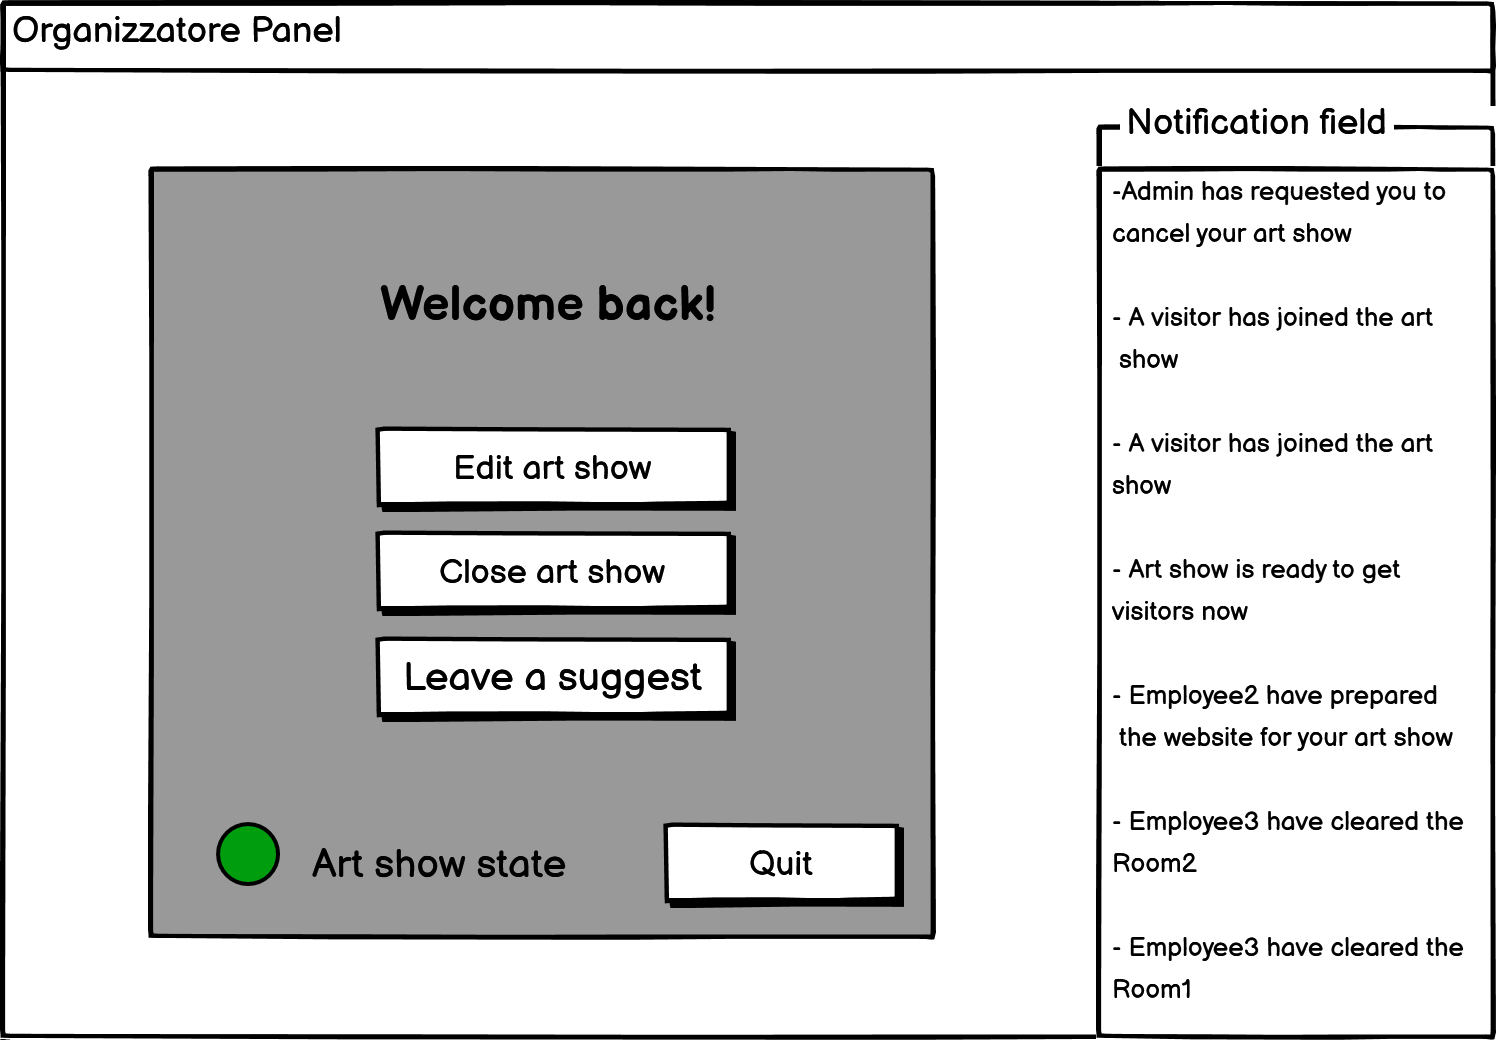 Organizzatore Panel
Welcome back!
Edit art show
Close art show
Leave a suggest
Art show state
Quit
Notification field
-Admin has requested you to
cancel your art show
- A visitor has joined the art
show
- A visitor has joined the art
show
- Art show is ready to get
visitors now
- Employee2 have prepared
the website for your art show
- Employee3 have cleared the
Room2
- Employee3 have cleared the
Room1